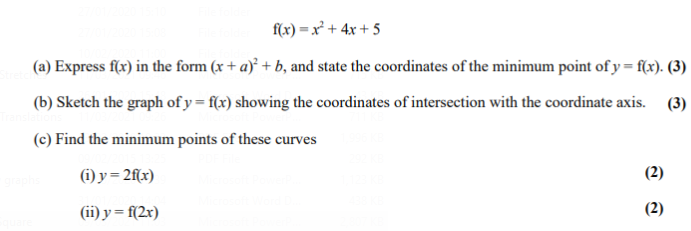 f(x) = x² + 4x + 5
(a) Express f(x) in the form (x + a)² + b, and state the coordinates of the minimum point of y = f(x). (3)
(b) Sketch the graph of y = f(x) showing the coordinates of intersection with the coordinate axis. (3)
(c) Find the minimum points of these curves
(i) y = 2f(x) (2)
(ii) y = f(2x) (2)